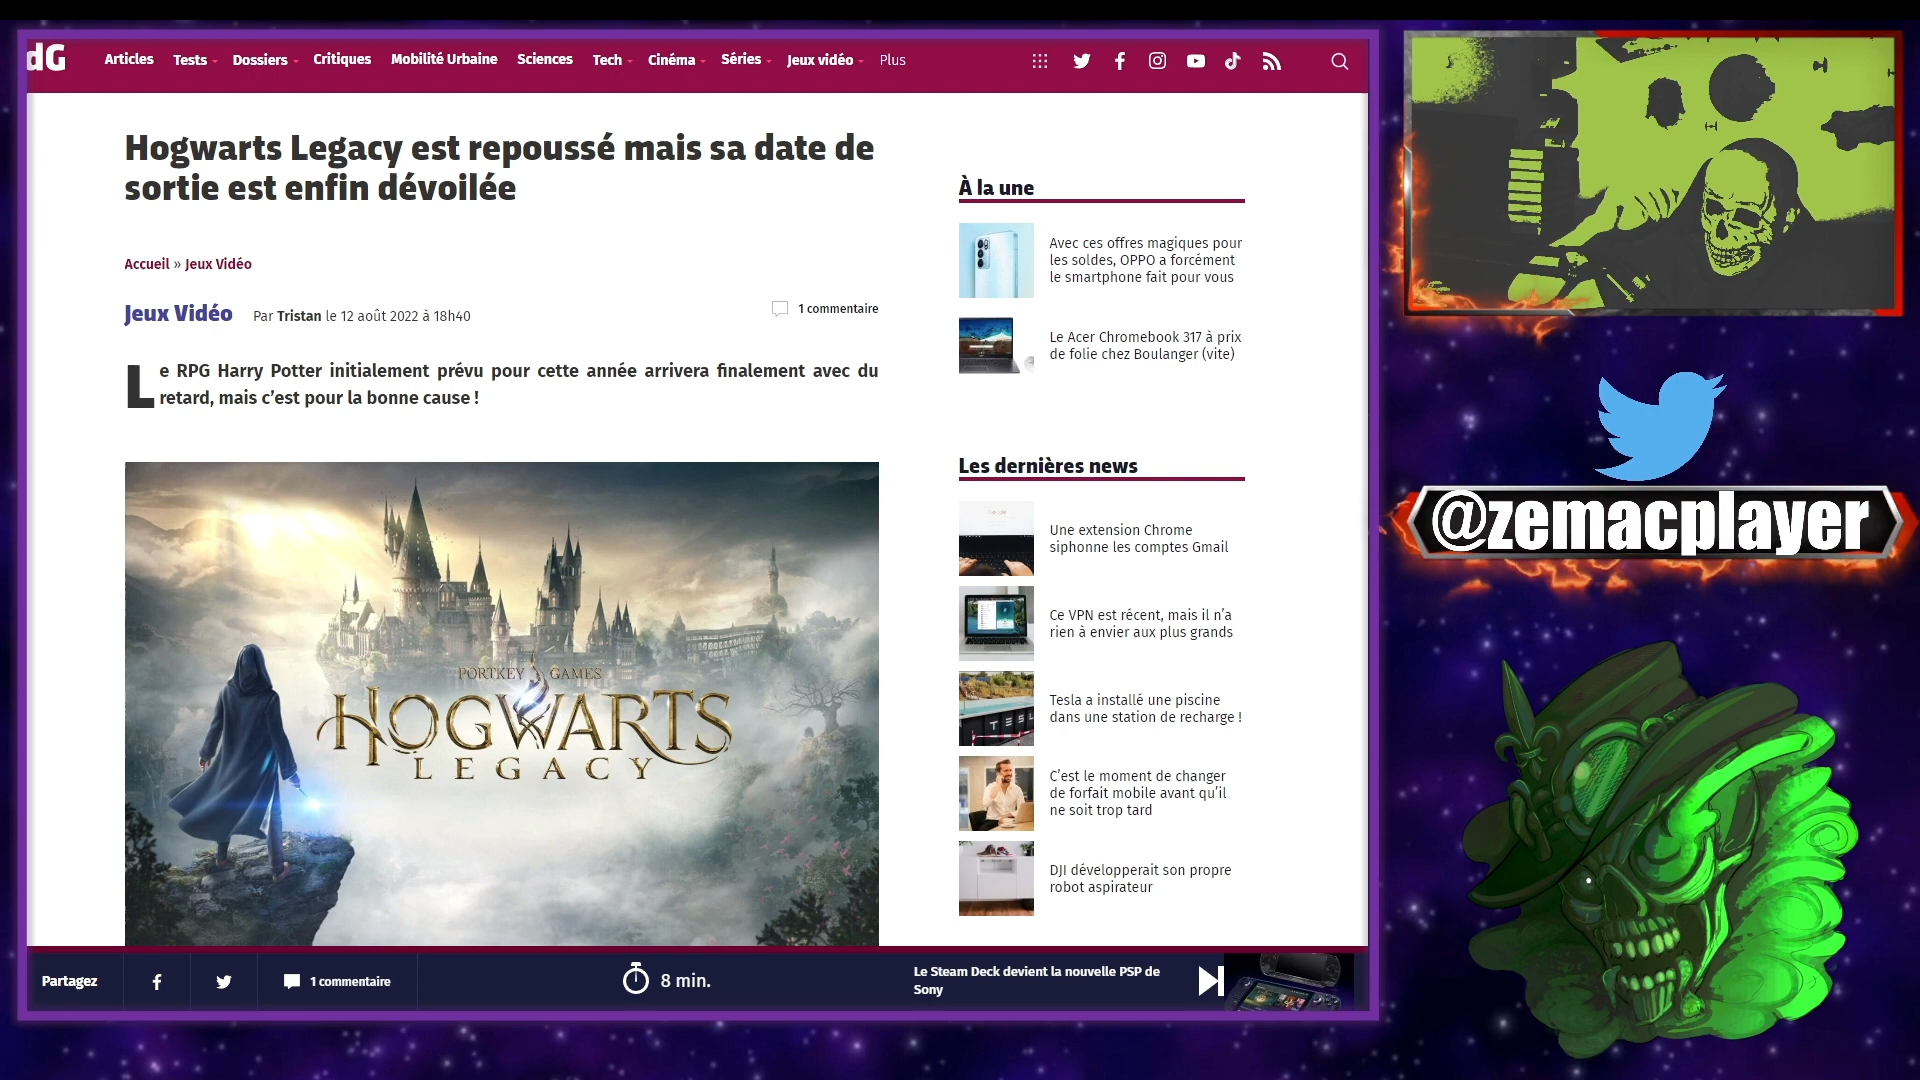 dG
Articles
Tests
Dossiers
Critiques
Mobilité Urbaine
Sciences
Tech
Cinéma
Séries
Jeux vidéo
Plus
Hogwarts Legacy est repoussé mais sa date de
sortie est enfin dévoilée
Accueil » Jeux Vidéo
Jeux Vidéo
Par Tristan le 12 août 2022 à 18h40
1 commentaire
Le RPG Harry Potter initialement prévu pour cette année arrivera finalement avec du
retard, mais c’est pour la bonne cause !
PORTKEY GAMES
HOGWARTS
LEGACY
À la une
Avec ces offres magiques pour
les soldes, OPPO a forcément
le smartphone fait pour vous
Le Acer Chromebook 317 à prix
de folie chez Boulanger (vite)
Les dernières news
Une extension Chrome
siphonne les comptes Gmail
Ce VPN est récent, mais il n’a
rien à envier aux plus grands
TESL
Tesla a installé une piscine
dans une station de recharge !
C’est le moment de changer
de forfait mobile avant qu’il
ne soit trop tard
DJI développerait son propre
robot aspirateur
Partagez
1 commentaire
8 min.
Le Steam Deck devient la nouvelle PSP de
Sony
@zemacplayer